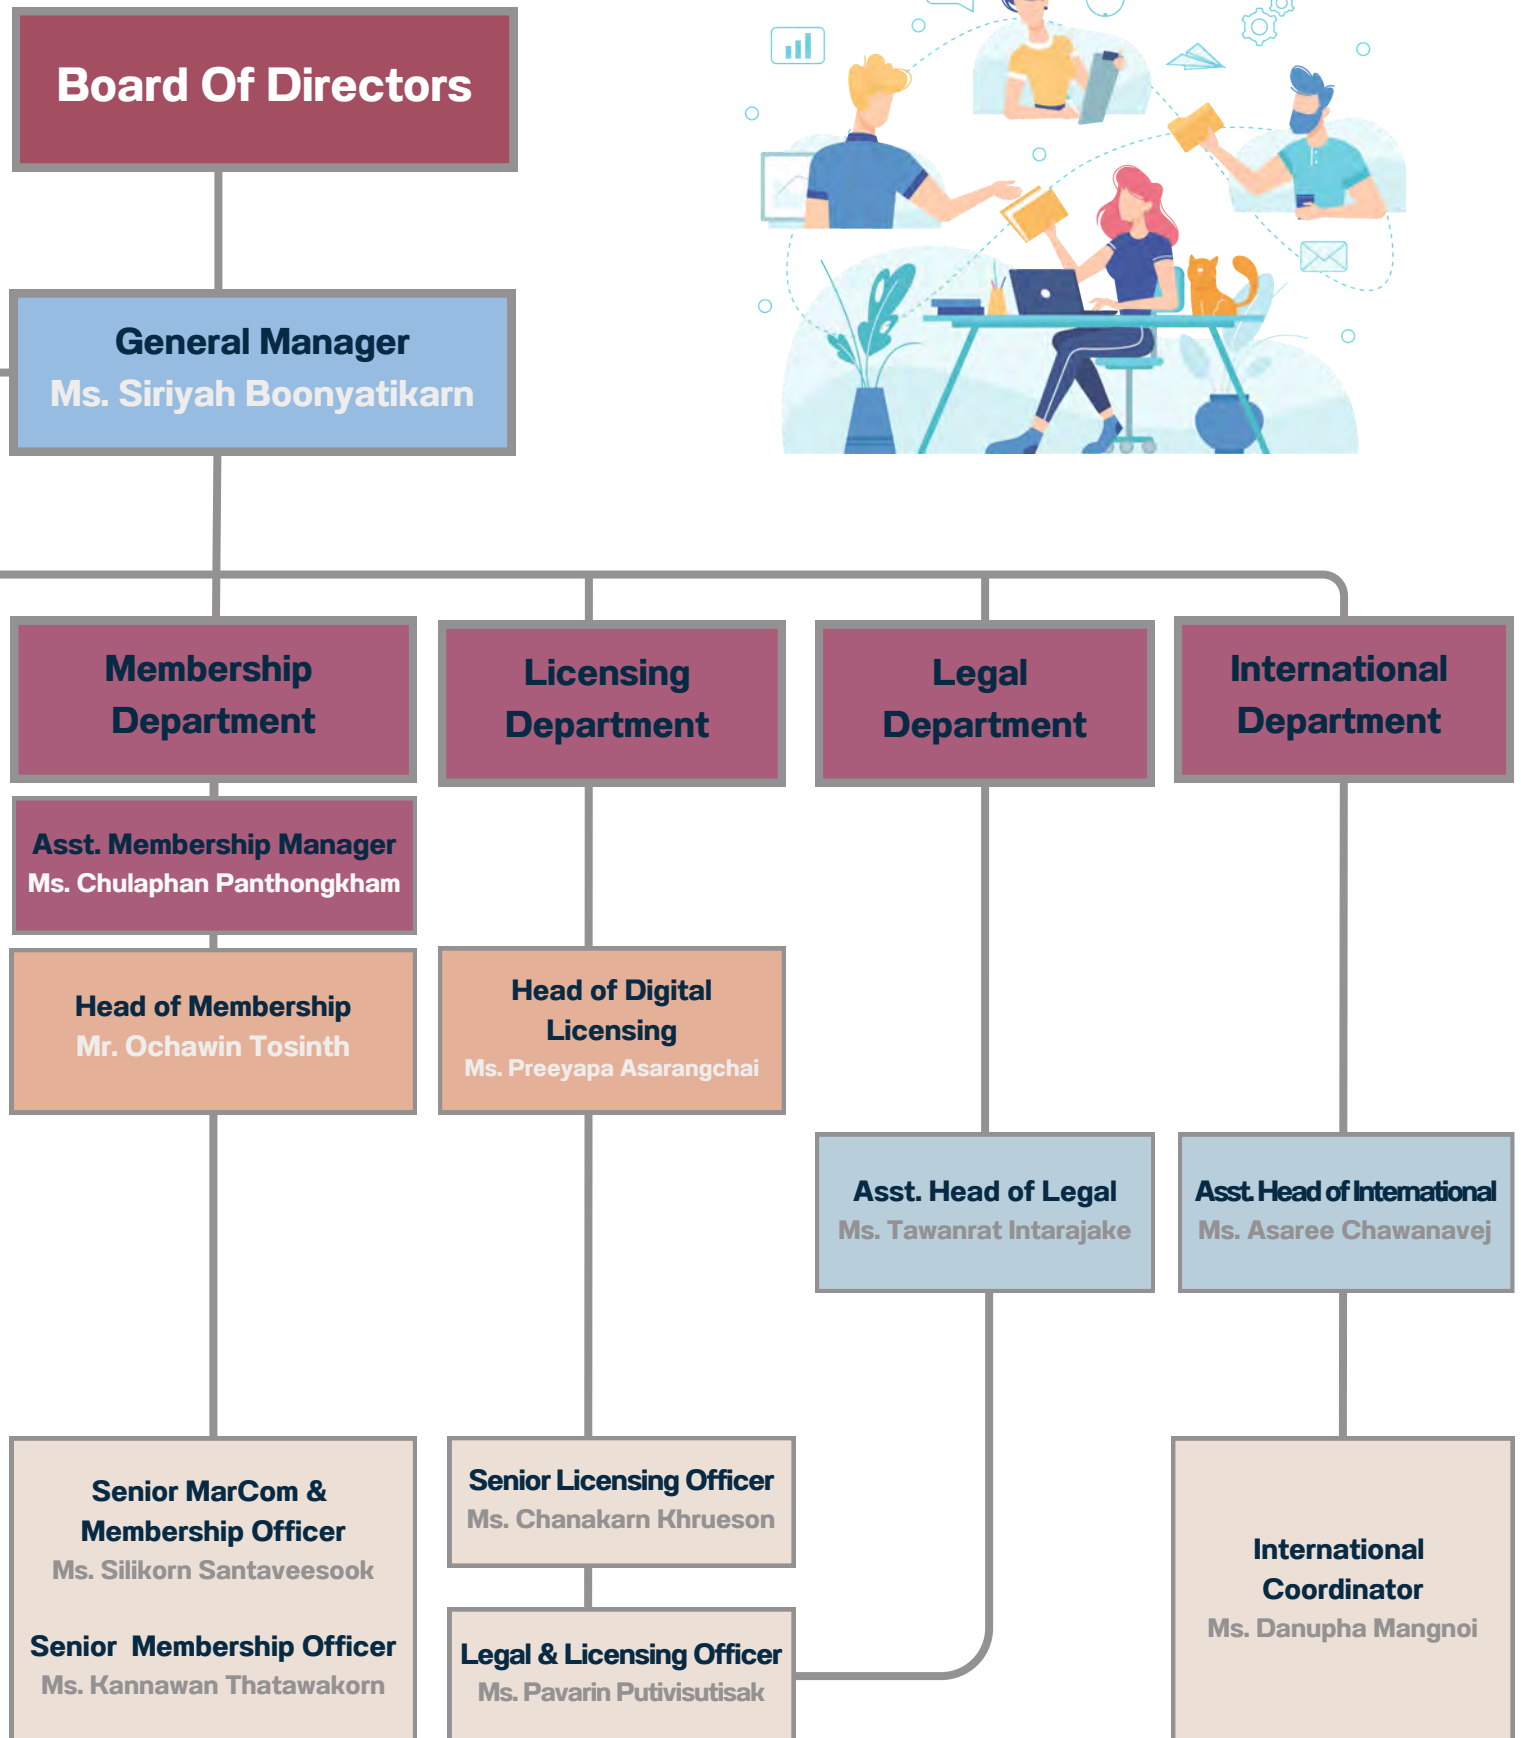 Board Of Directors
General Manager
Ms. Siriyah Boonyatikarn
Membership
Department
Asst. Membership Manager
Ms. Chulaphan Panthongkham
Head of Membership
Mr. Ochawin Tosinth
Senior MarCom &
Membership Officer
Ms. Silikorn Santaveesook
Senior Membership Officer
Ms. Kannawan Thatawakorn
Licensing
Department
Head of Digital
Licensing
Ms. Preeyapa Asarangchai
Senior Licensing Officer
Ms. Chanakarn Khrueson
Legal & Licensing Officer
Ms. Pavarin Putivisutisak
Legal
Department
Asst. Head of Legal
Ms. Tawanrat Intarajake
International
Department
Asst. Head of International
Ms. Asaree Chawanavej
International
Coordinator
Ms. Danupha Mangnoi